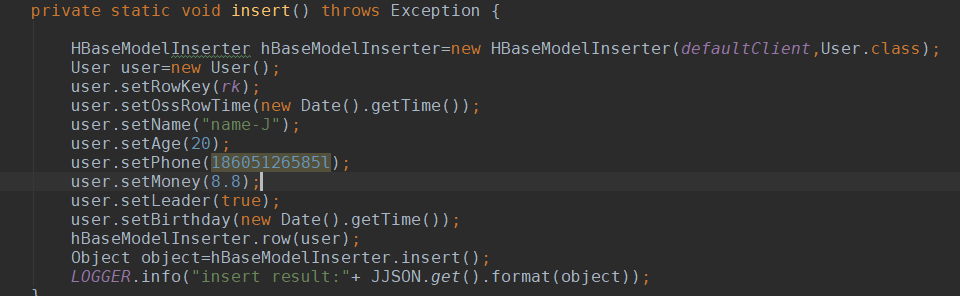 private static void insert() throws Exception {
HBaseModelInserter hBaseModelInserter=new HBaseModelInserter(defaultClient,User.class);
User user=new User();
user.setRowKey(rk);
user.setOssRowTime(new Date().getTime());
user.setName("name-J");
user.setAge(20);
user.setPhone(18605126585l);
user.setMoney(8.8);
user.setLeader(true);
user.setBirthday(new Date().getTime());
hBaseModelInserter.row(user);
Object object=hBaseModelInserter.insert();
LOGGER.info("insert result:"+ JJSON.get().format(object));
}